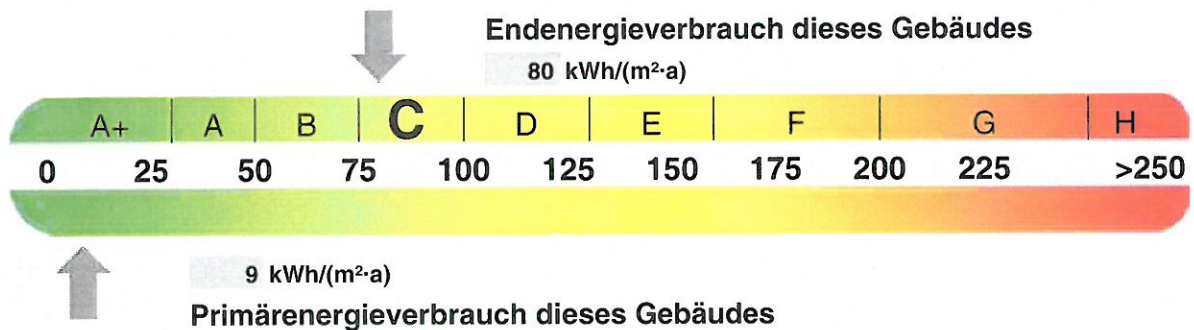 Endenergieverbrauch dieses Gebäudes
80 kWh/(m²·a)
A+ A B C D E F G H
0 25 50 75 100 125 150 175 200 225 >250
9 kWh/(m²·a)
Primärenergieverbrauch dieses Gebäudes